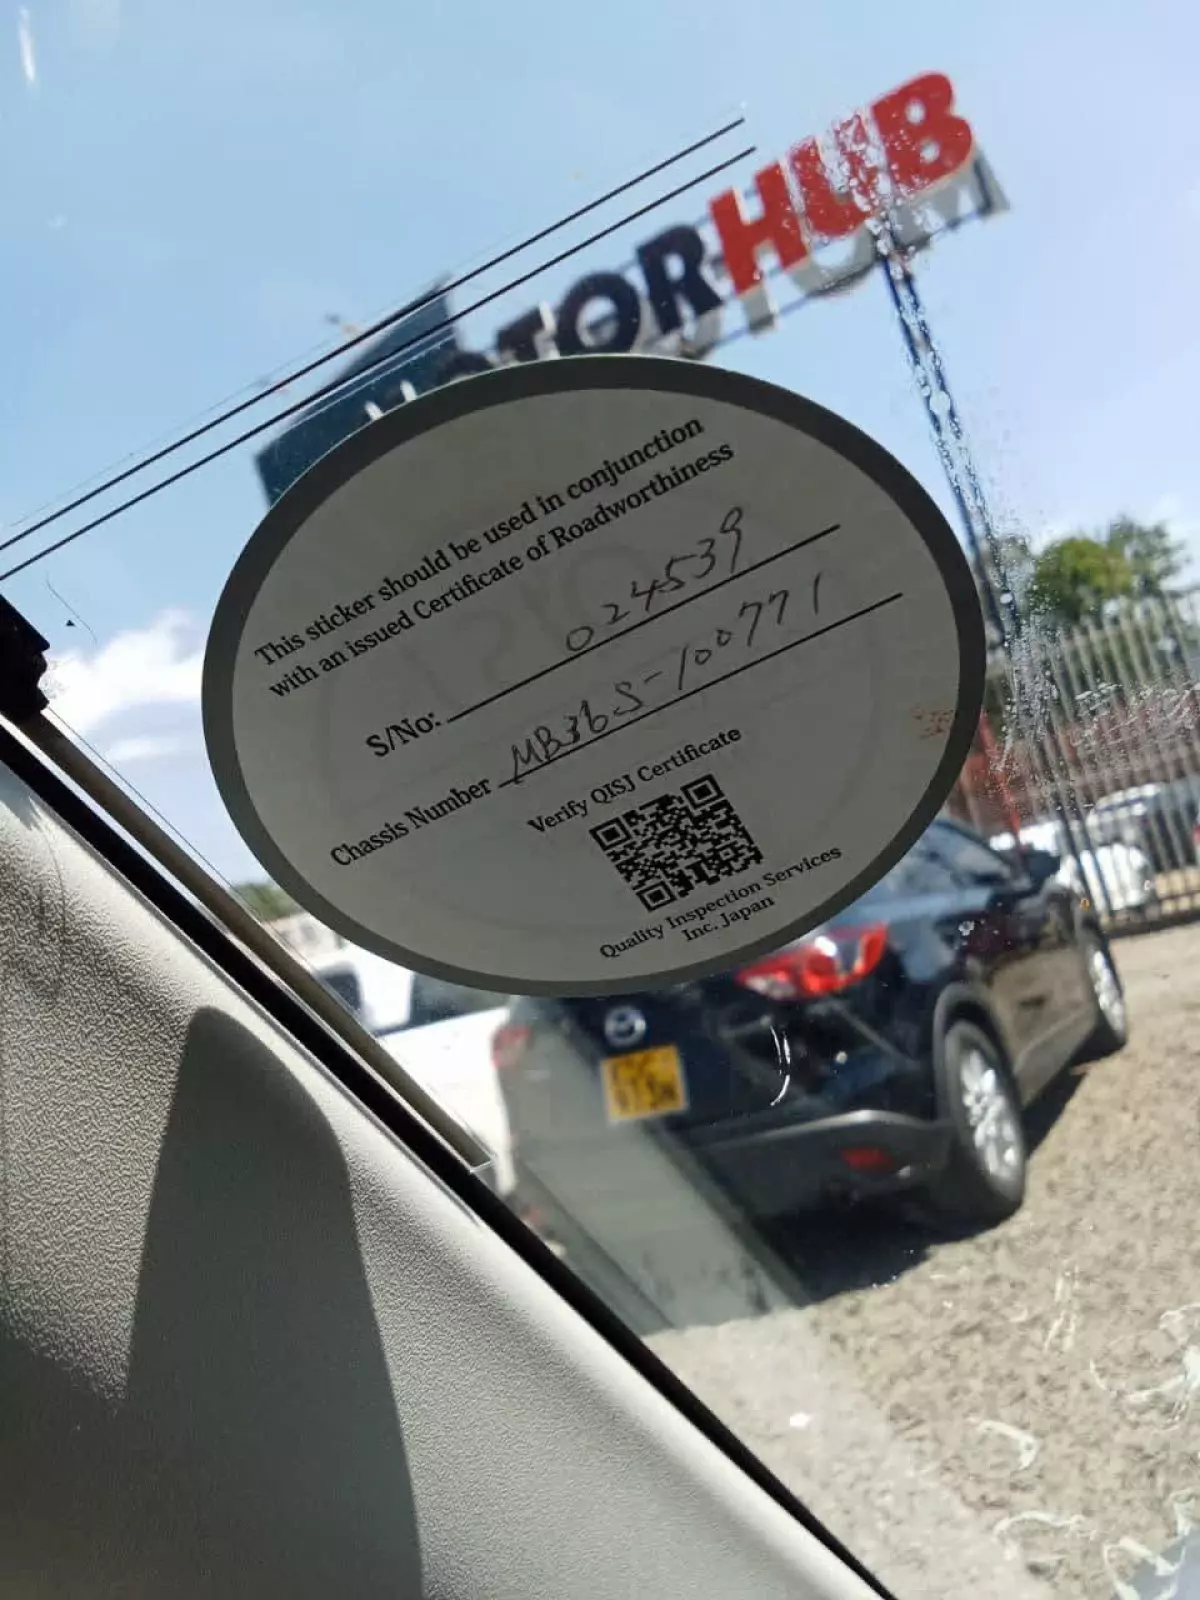 TORHUB
This sticker should be used in conjunction
with an issued Certificate of Roadworthiness
S/No: 024539
Chassis Number MB36S-100771
Verify QISJ Certificate
Quality Inspection Services
Inc. Japan